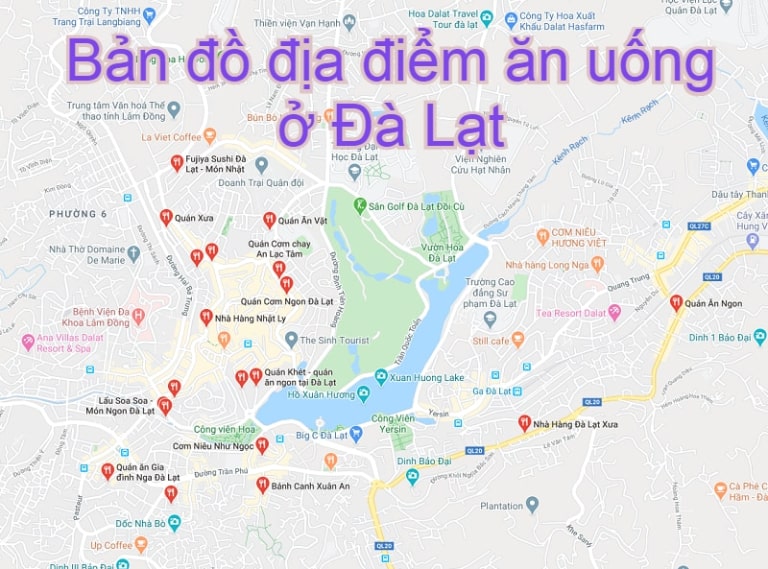 Công Ty TNHH
Trại Trang Langbiang
Thiền viện Vạn Hạnh
Hoa Dalat Travel
Tour Đà Lạt
Công Ty Hoa Xuất
Khẩu Dalat Hasfarm
Quân Đà Lạt
Bản đồ địa điểm ăn uống
ở Đà Lạt
Trung tâm Văn hoá Thể
thao tỉnh Lâm Đồng
La Viet Coffee
Fujiya Sushi Đà
Lạt - Món Nhật
Doanh Trại Quân đội
Học Đà Lạt
Viện Nghiên
Cứu Hạt Nhân
Kênh Rạch
Kênh Rạch
Kim Đồng
PHƯỜNG 6
Quán Xưa
Quán Ăn Vặt
Sân Golf Đà Lạt Đồi Cù
Dâu tây Thanh
Cây Xăng
Hưng V
QL27C
CƠM NIÊU
HƯƠNG VIỆT
Nhà Thờ Domaine
De Marie
Quán Cơm chay
An Lạc Tâm
Vườn Hoa
Đà Lạt
Nhà hàng Long Nga
Quang Trung
QL20
Đường Hai Bà Trưng
Đường Đinh Tiên Hoàng
Trần Quốc Toản
Quán Cơm Ngon Đà Lạt
Trường Cao
đẳng Sư
phạm Đà Lạt
Quán Ăn Ngon
Bệnh Viện Đa
Khoa Lâm Đồng
Nhà Hàng Nhật Ly
Tea Resort Dalat
Ana Villas Dalat
Resort & Spa
The Sinh Tourist
Still cafe
Dinh 1 Bảo Đại
Quán Khét - quán
ăn ngon tại Đà Lạt
Xuan Huong Lake
Hồ Xuân Hương
Ga Đà Lạt
QL20
Lẩu Soa Soa -
Món Ngon Đà Lạt
Công viên Hoa
Công Viên
Yersin
Yersin
Nhà Hàng Đà Lạt Xưa
Big C Đà Lạt
Cơm Niêu Như Ngọc
QL20
Quán ăn Gia
đình Nga Đà Lạt
Đường Trần Phú
Dinh Bảo Đại
Pasteur
Bánh Canh Xuân An
Cà Phê C
Hầm - Đà
Plantation
Dốc Nhà Bò
Khe Sanh
Up Coffee
QL20
Dinh III Bảo Đại